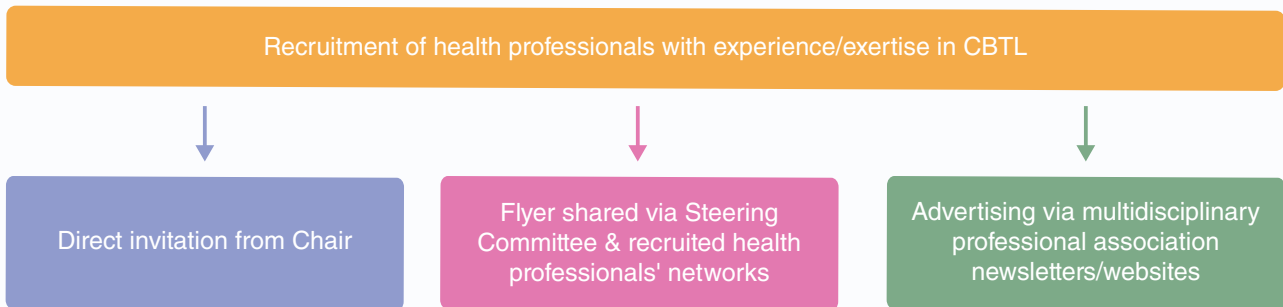 Recruitment of health professionals with experience/exertise in CBTL
Direct invitation from Chair
Flyer shared via Steering
Committee & recruited health
professionals' networks
Advertising via multidisciplinary
professional association
newsletters/websites